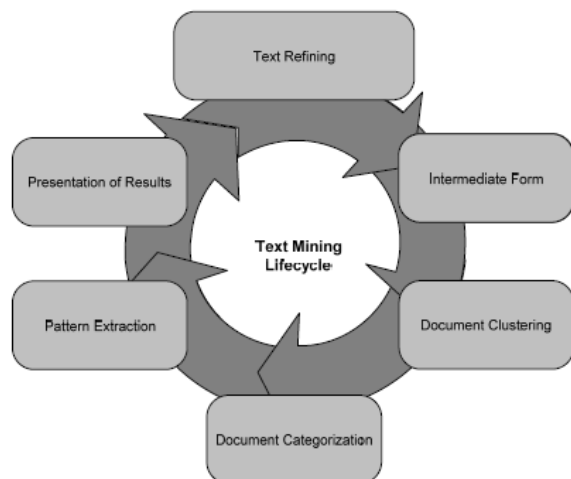 Text Refining
Presentation of Results
Intermediate Form
Text Mining
Lifecycle
Pattern Extraction
Document Clustering
Document Categorization